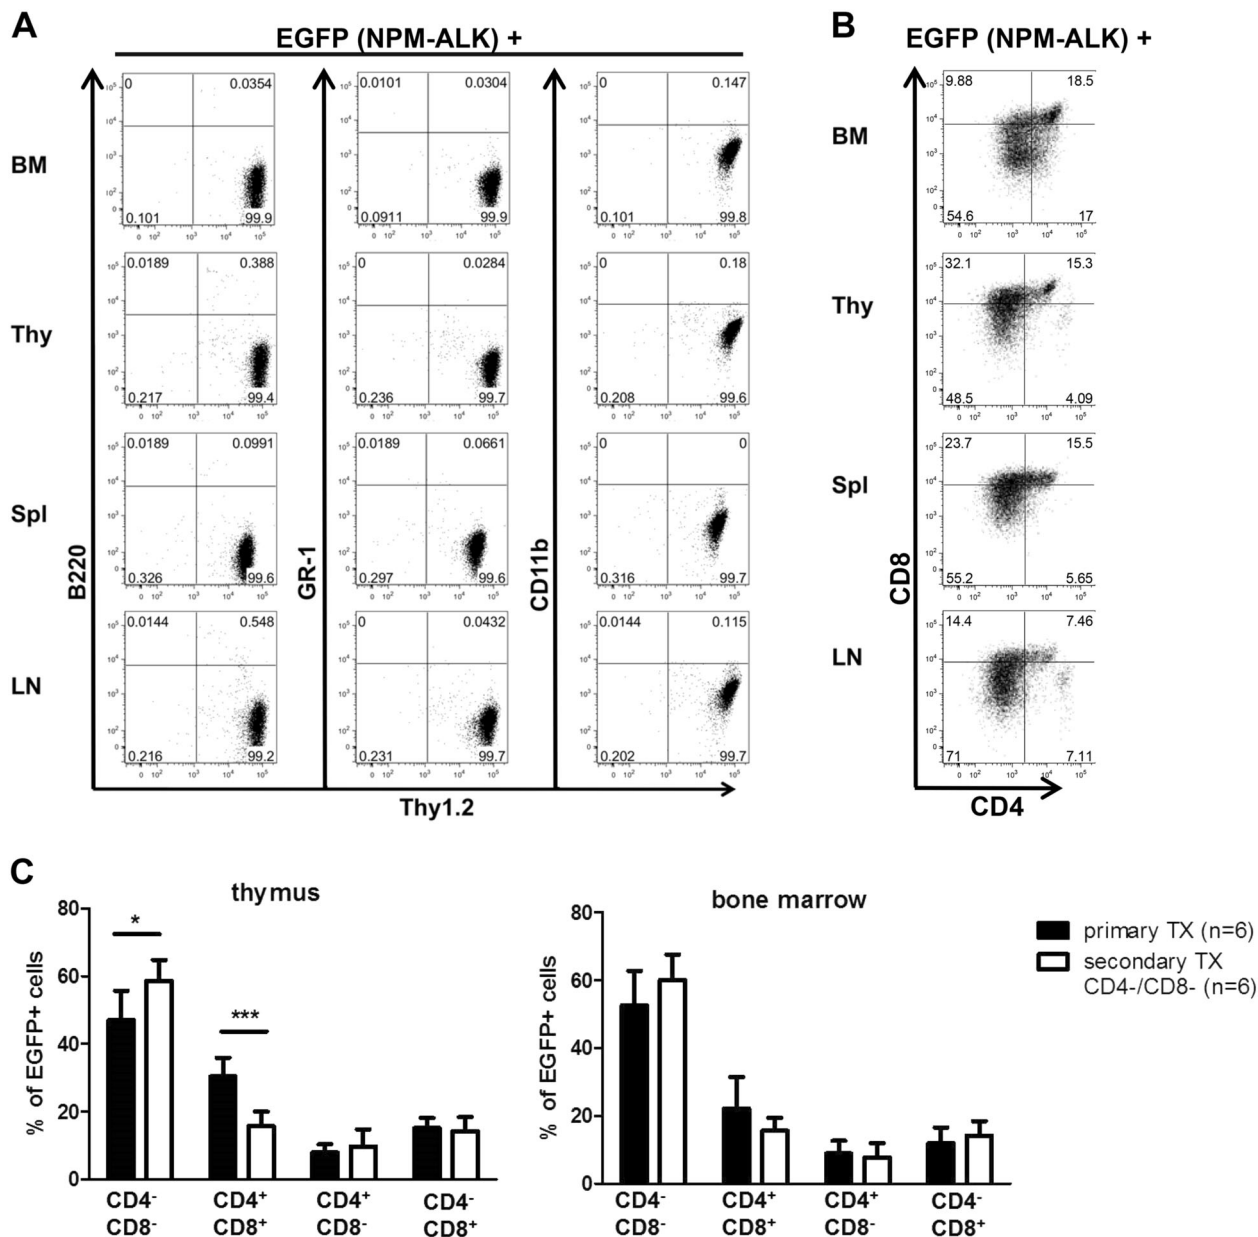 A
EGFP (NPM-ALK) +
B
EGFP (NPM-ALK) +
BM
0 0.0354
0.101 99.9
0.0101 0.0304
0.0911 99.9
0 0.147
0.101 99.8
BM
9.88 18.5
54.6 17
Thy
0.0189 0.388
0.217 99.4
0 0.0284
0.236 99.7
0 0.18
0.208 99.6
Thy
32.1 15.3
48.5 4.09
Spl
0.0189 0.0991
0.326 99.6
0.0189 0.0661
0.297 99.6
0 0
0.316 99.7
Spl
23.7 15.5
55.2 5.65
LN
0.0144 0.548
0.216 99.2
0 0.0432
0.231 99.7
0.0144 0.115
0.202 99.7
LN
14.4 7.46
71 7.11
B220
GR-1
CD11b
Thy1.2
CD8
CD4
C
thymus
% of EGFP+ cells
80
60
40
20
0
*
***
CD4- CD4+ CD4+ CD4-
CD8- CD8+ CD8- CD8+
bone marrow
% of EGFP+ cells
80
60
40
20
0
CD4- CD4+ CD4+ CD4-
CD8- CD8+ CD8- CD8+
primary TX (n=6)
secondary TX
CD4-/CD8- (n=6)